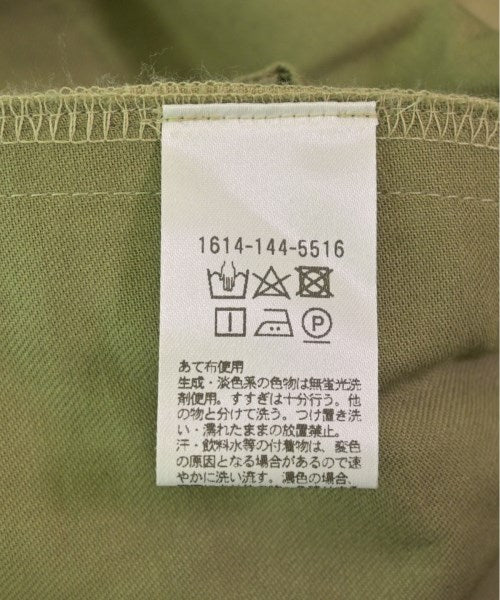 1614-144-5516
P
あて布使用
生成・淡色系の色物は無蛍光洗
剤使用。すすぎは十分行う。他
の物と分けて洗う。つけ置き洗
い・濡れたままの放置禁止。
汗・飲料水等の付着物は、変色
の原因となる場合があるので速
やかに洗い流す。濃色の場合、